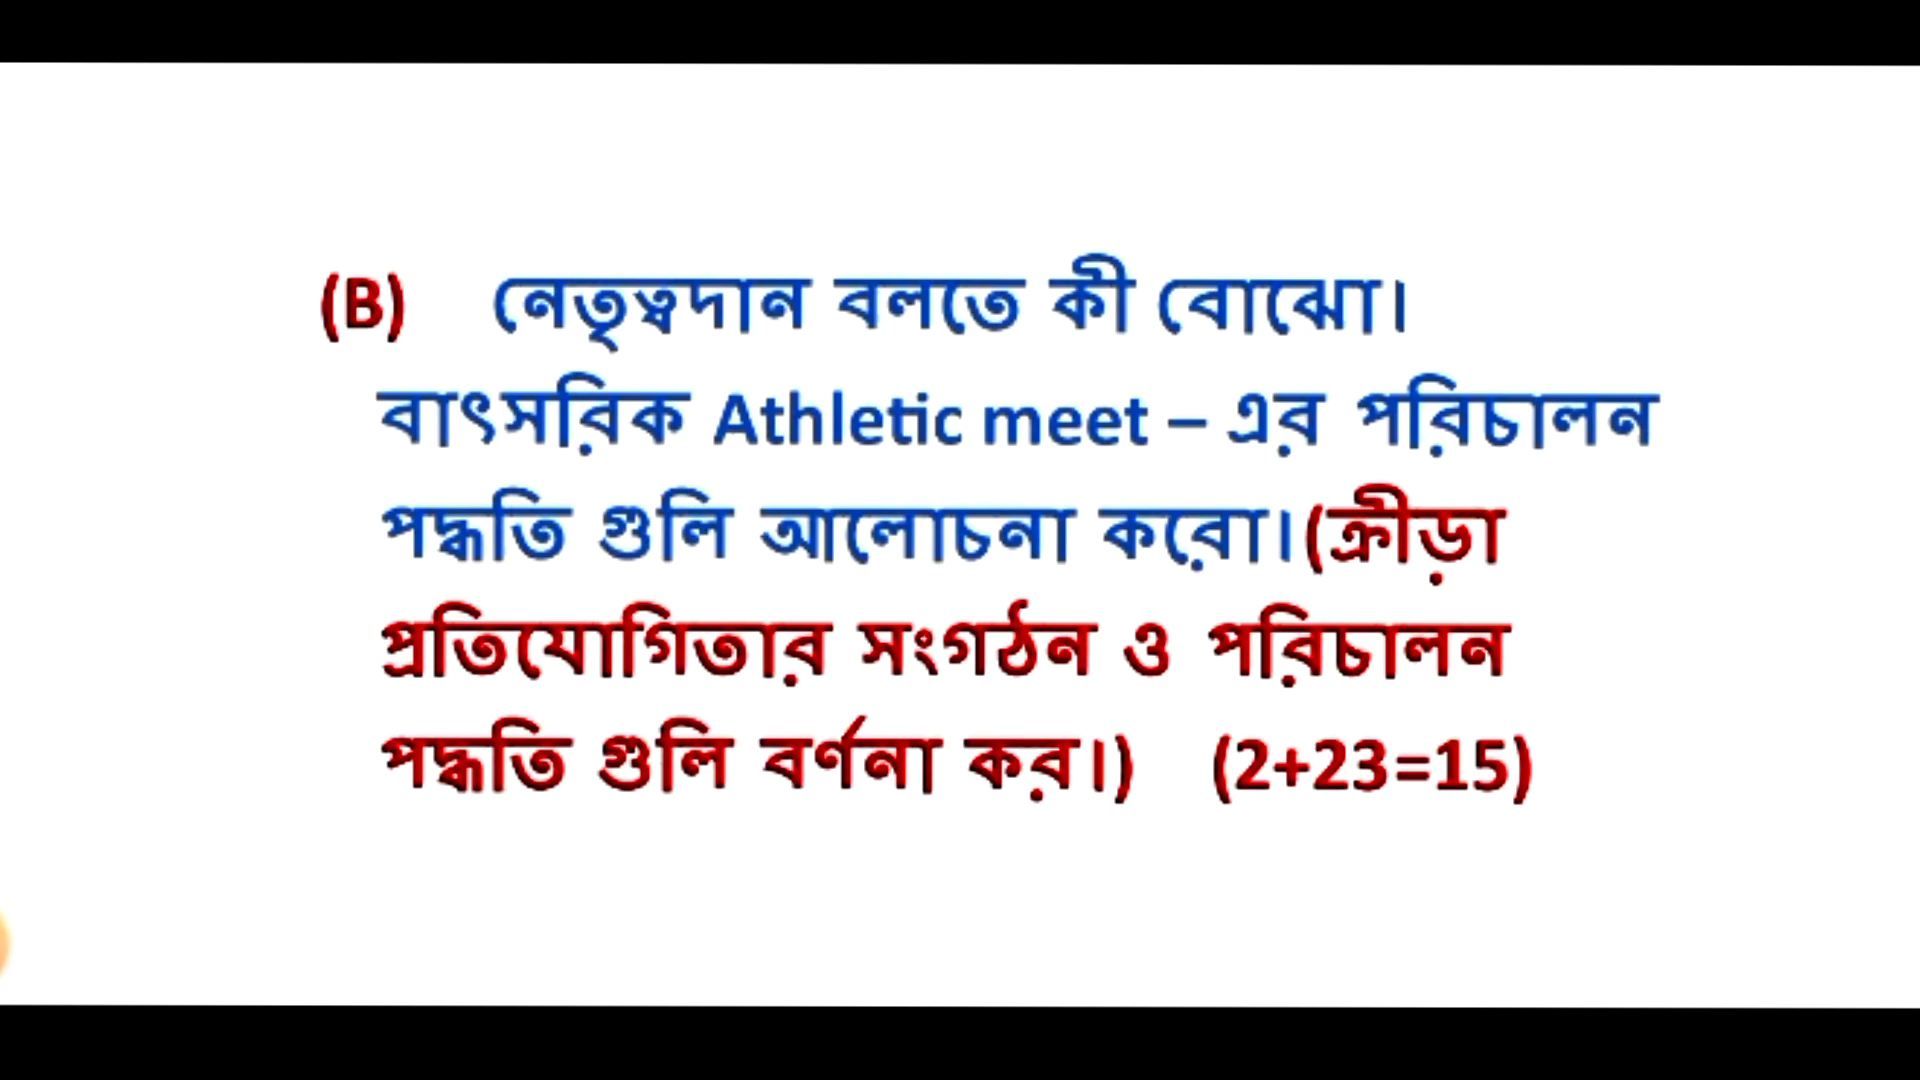 (B) নেতৃত্বদান বলতে কী বোঝো।
বাৎসরিক Athletic meet – এর পরিচালন
পদ্ধতি গুলি আলোচনা করো।(ক্রীড়া
প্রতিযোগিতার সংগঠন ও পরিচালন
পদ্ধতি গুলি বর্ণনা কর।) (2+23=15)